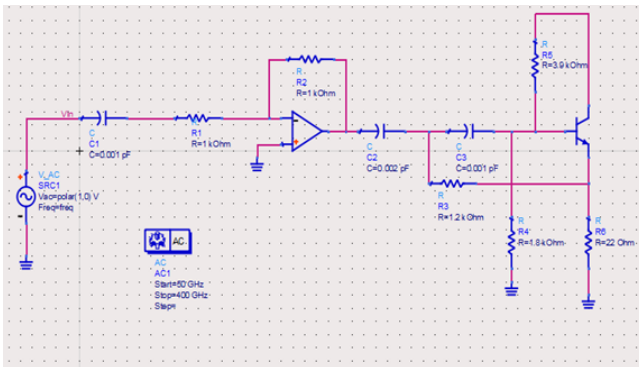 Vin
C
C1
C=0.001 pF
R
R1
R=1 kOhm
R
R2
R=1 kOhm
C
C2
C=0.002 pF
C
C3
C=0.001 pF
R
R3
R=1.2 kOhm
R
R5
R=3.9 kOhm
R
R4
R=1.8 kOhm
R
R6
R=22 Ohm
V_AC
SRC1
Vac=polar(1,0) V
Freq=freq
AC
AC
AC1
Start=50 GHz
Stop=400 GHz
Step=